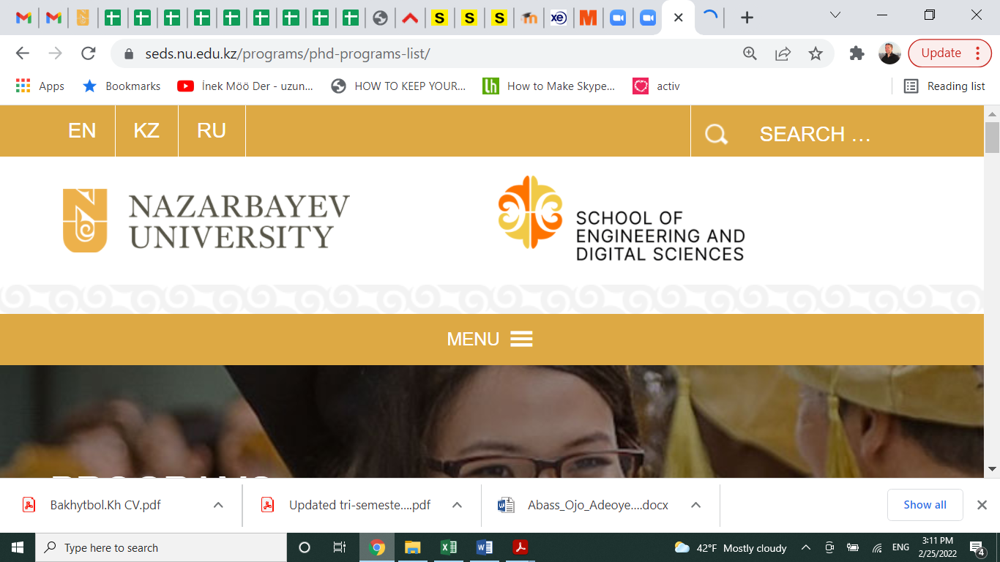 seds.nu.edu.kz/programs/phd-programs-list/
Update
Apps
Bookmarks
İnek Möö Der - uzun...
HOW TO KEEP YOUR...
How to Make Skype...
activ
Reading list
EN
KZ
RU
SEARCH ...
NAZARBAYEV
UNIVERSITY
SCHOOL OF
ENGINEERING AND
DIGITAL SCIENCES
MENU
PROGRAMS
Bakhytbol.Kh CV.pdf
Updated tri-semeste....pdf
Abass_Ojo_Adeoye....docx
Show all
Type here to search
42°F Mostly cloudy
ENG
3:11 PM
2/25/2022
4